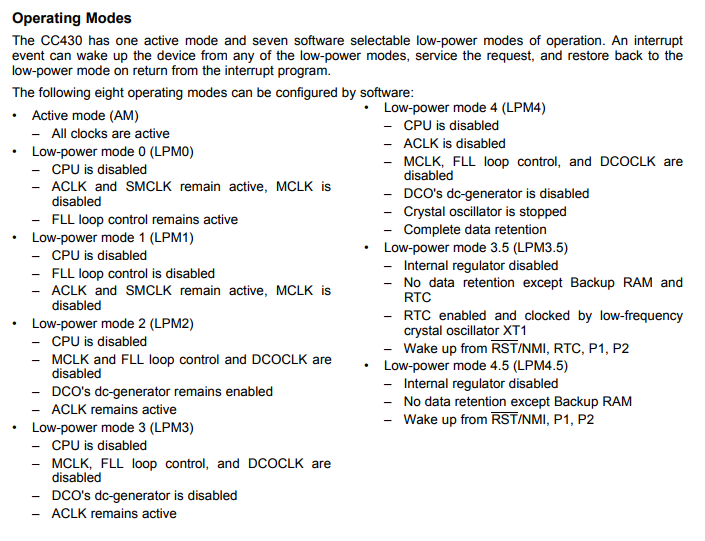 Operating Modes
The CC430 has one active mode and seven software selectable low-power modes of operation. An interrupt
event can wake up the device from any of the low-power modes, service the request, and restore back to the
low-power mode on return from the interrupt program.
The following eight operating modes can be configured by software:
• Active mode (AM)
– All clocks are active
• Low-power mode 0 (LPM0)
– CPU is disabled
– ACLK and SMCLK remain active, MCLK is
disabled
– FLL loop control remains active
• Low-power mode 1 (LPM1)
– CPU is disabled
– FLL loop control is disabled
– ACLK and SMCLK remain active, MCLK is
disabled
• Low-power mode 2 (LPM2)
– CPU is disabled
– MCLK and FLL loop control and DCOCLK are
disabled
– DCO's dc-generator remains enabled
– ACLK remains active
• Low-power mode 3 (LPM3)
– CPU is disabled
– MCLK, FLL loop control, and DCOCLK are
disabled
– DCO's dc-generator is disabled
– ACLK remains active
• Low-power mode 4 (LPM4)
– CPU is disabled
– ACLK is disabled
– MCLK, FLL loop control, and DCOCLK are
disabled
– DCO's dc-generator is disabled
– Crystal oscillator is stopped
– Complete data retention
• Low-power mode 3.5 (LPM3.5)
– Internal regulator disabled
– No data retention except Backup RAM and
RTC
– RTC enabled and clocked by low-frequency
crystal oscillator XT1
– Wake up from RST/NMI, RTC, P1, P2
• Low-power mode 4.5 (LPM4.5)
– Internal regulator disabled
– No data retention except Backup RAM
– Wake up from RST/NMI, P1, P2